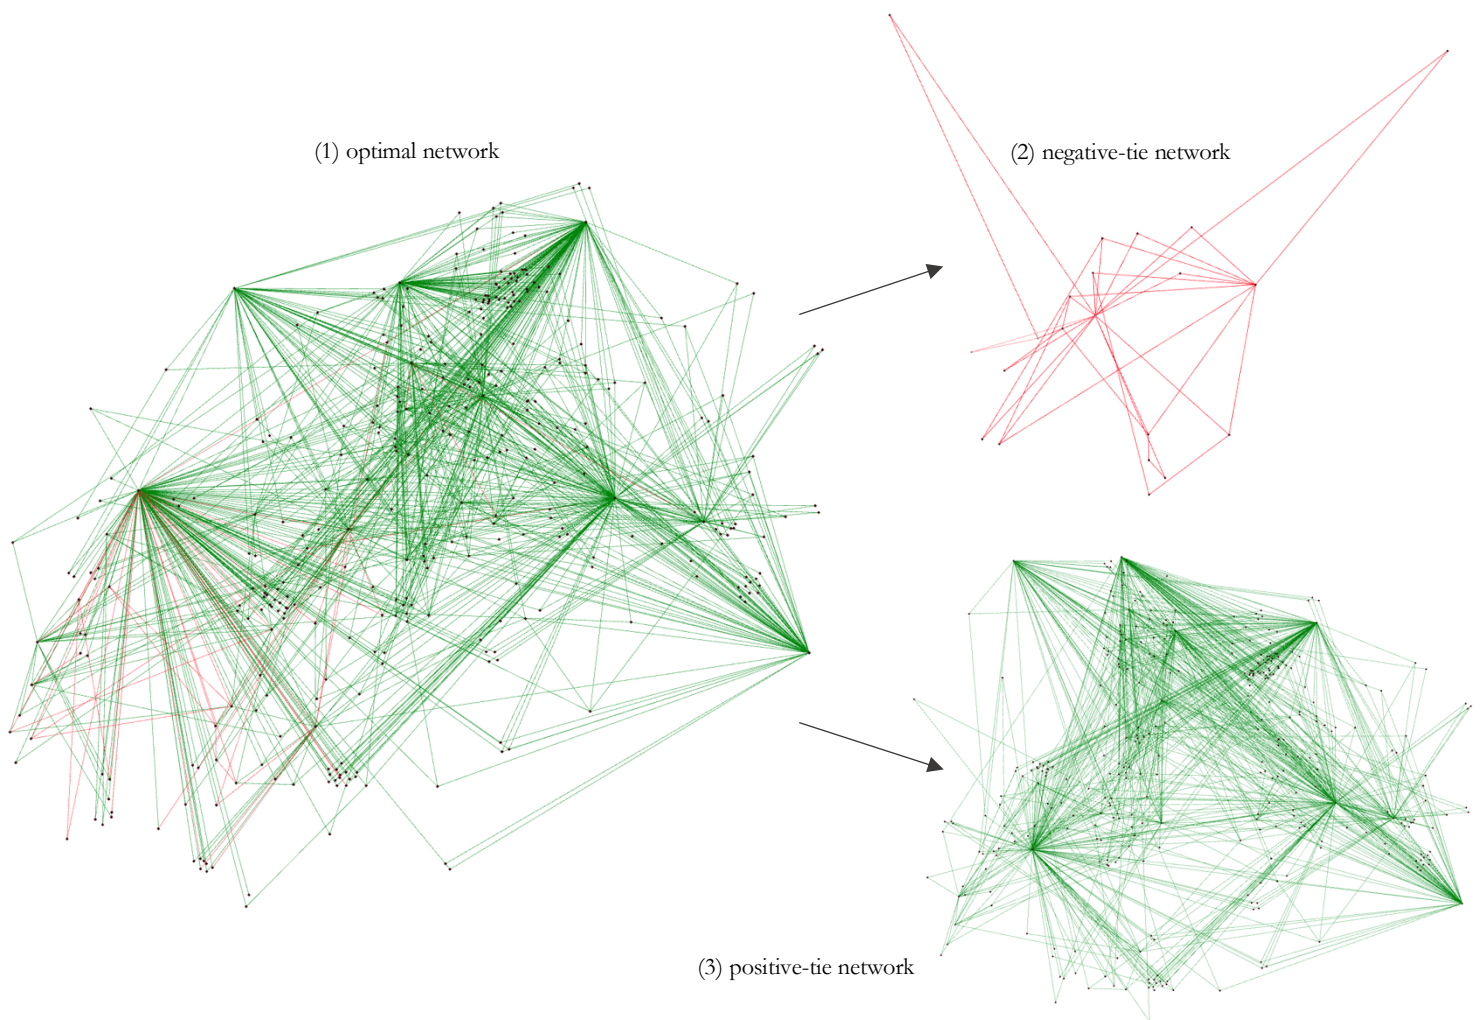 (1) optimal network
(2) negative-tie network
(3) positive-tie network